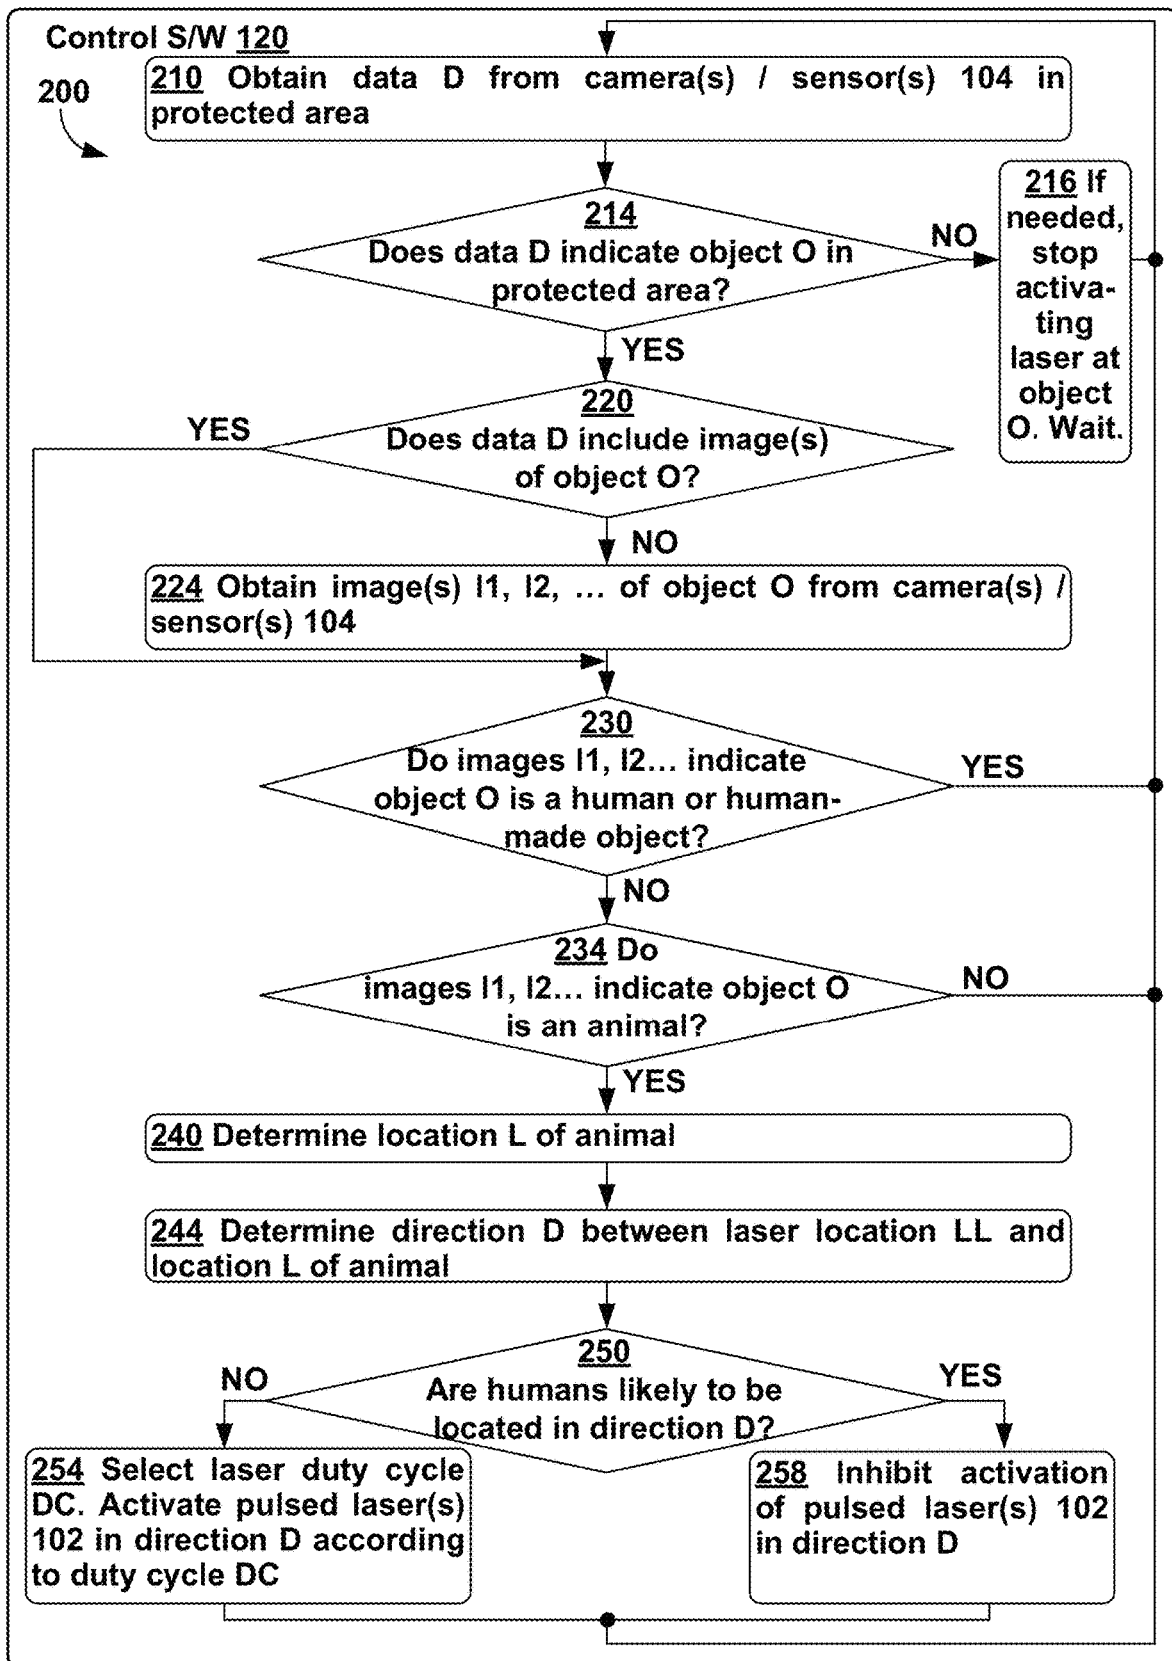 Control S/W 120
200
210 Obtain data D from camera(s) / sensor(s) 104 in
protected area
214
Does data D indicate object O in
protected area?
NO
216 If
needed,
stop
activa-
ting
laser at
object
O. Wait.
YES
220
Does data D include image(s)
of object O?
YES
NO
224 Obtain image(s) I1, I2, ... of object O from camera(s) /
sensor(s) 104
230
Do images I1, I2... indicate
object O is a human or human-
made object?
YES
NO
234 Do
images I1, I2... indicate object O
is an animal?
NO
YES
240 Determine location L of animal
244 Determine direction D between laser location LL and
location L of animal
250
Are humans likely to be
located in direction D?
NO
YES
254 Select laser duty cycle
DC. Activate pulsed laser(s)
102 in direction D according
to duty cycle DC
258 Inhibit activation
of pulsed laser(s) 102
in direction D